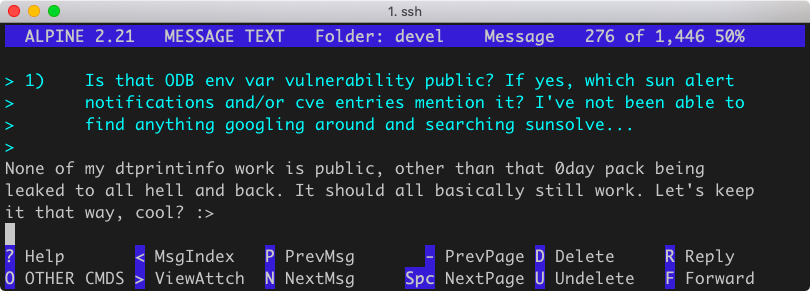 1. ssh
ALPINE 2.21   MESSAGE TEXT   Folder: devel    Message   276 of 1,446 50%
> 1)    Is that ODB env var vulnerability public? If yes, which sun alert
>       notifications and/or cve entries mention it? I've not been able to
>       find anything googling around and searching sunsolve...
>
None of my dtprintinfo work is public, other than that 0day pack being
leaked to all hell and back. It should all basically still work. Let's keep
it that way, cool? :>
? Help       < MsgIndex   P PrevMsg       - PrevPage D Delete     R Reply
O OTHER CMDS > ViewAttch  N NextMsg     Spc NextPage U Undelete   F Forward